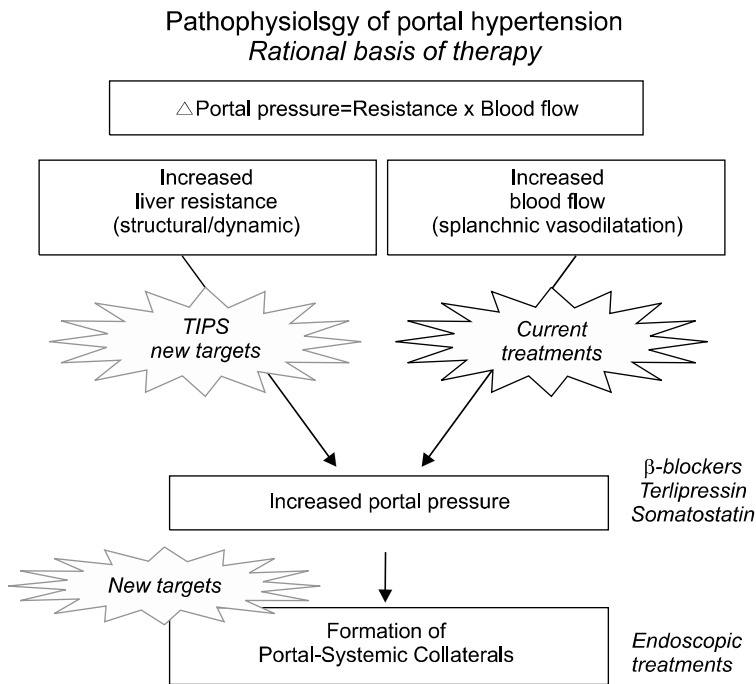 Pathophysiolsgy of portal hypertension
Rational basis of therapy
△Portal pressure=Resistance x Blood flow
Increased
liver resistance
(structural/dynamic)
Increased
blood flow
(splanchnic vasodilatation)
TIPS
new targets
Current
treatments
Increased portal pressure
β-blockers
Terlipressin
Somatostatin
New targets
Formation of
Portal-Systemic Collaterals
Endoscopic
treatments